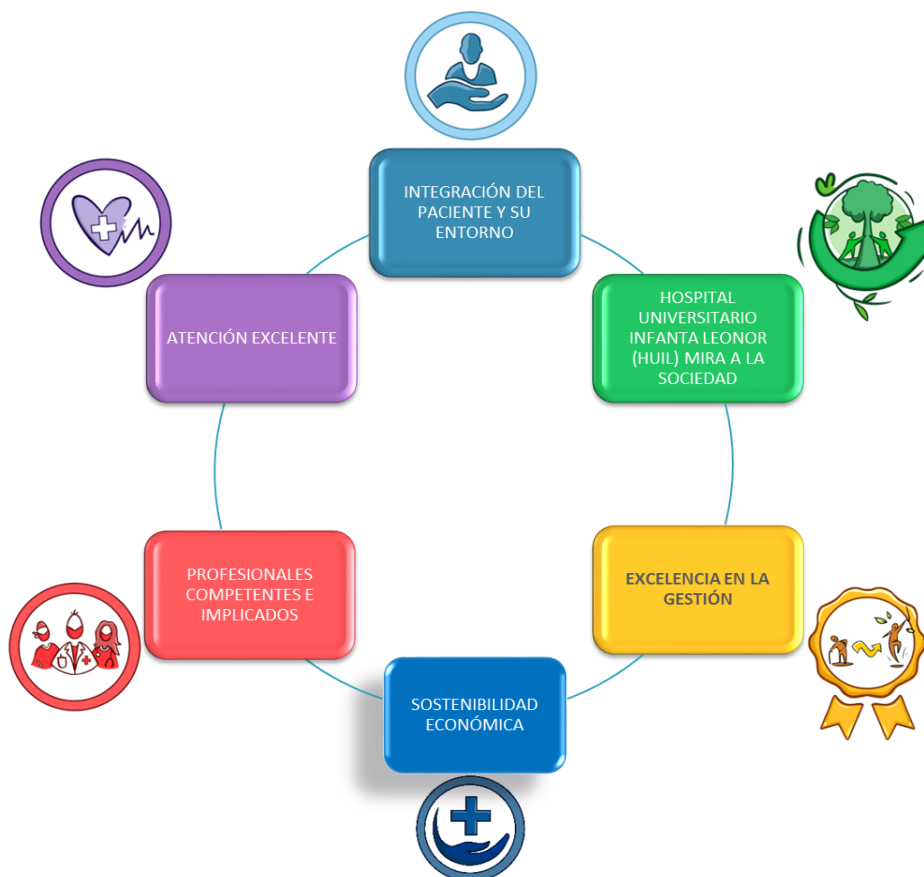 INTEGRACIÓN DEL
PACIENTE Y SU
ENTORNO
HOSPITAL
UNIVERSITARIO
INFANTA LEONOR
(HUIL) MIRA A LA
SOCIEDAD
EXCELENCIA EN LA
GESTIÓN
SOSTENIBILIDAD
ECONÓMICA
PROFESIONALES
COMPETENTES E
IMPLICADOS
ATENCIÓN EXCELENTE